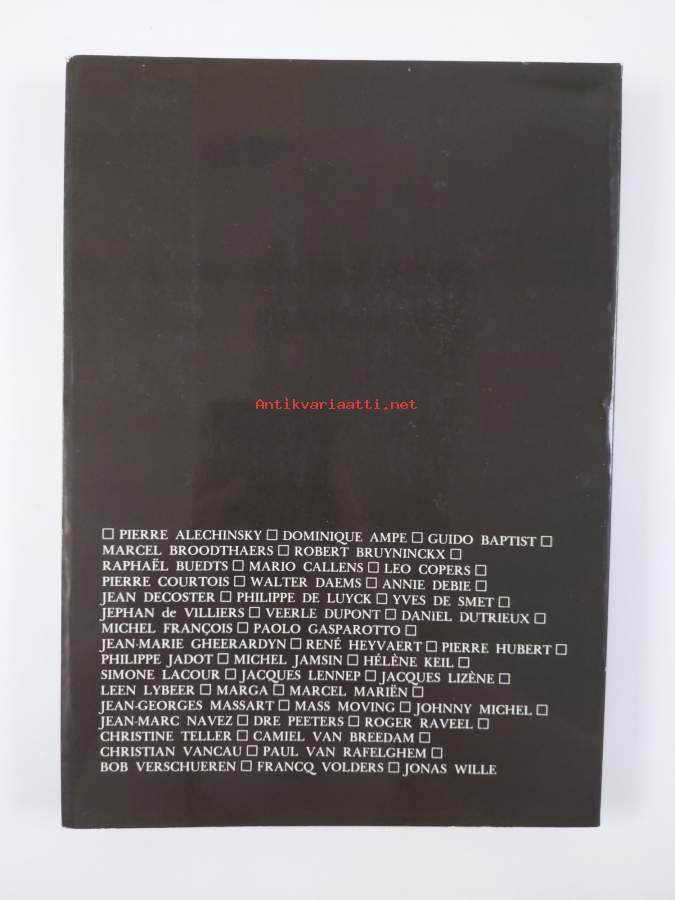 Antikvariaatti.net
□ PIERRE ALECHINSKY □ DOMINIQUE AMPE □ GUIDO BAPTIST □
MARCEL BROODTHAERS □ ROBERT BRUYNINCKX □
RAPHAËL BUEDTS □ MARIO CALLENS □ LEO COPERS □
PIERRE COURTOIS □ WALTER DAEMS □ ANNIE DEBIE □
JEAN DECOSTER □ PHILIPPE DE LUYCK □ YVES DE SMET □
JEPHAN de VILLIERS □ VEERLE DUPONT □ DANIEL DUTRIEUX □
MICHEL FRANÇOIS □ PAOLO GASPAROTTO □
JEAN-MARIE GHEERARDYN □ RENÉ HEYVAERT □ PIERRE HUBERT □
PHILIPPE JADOT □ MICHEL JAMSIN □ HÉLÈNE KEIL □
SIMONE LACOUR □ JACQUES LENNEP □ JACQUES LIZÈNE □
LEEN LYBEER □ MARGA □ MARCEL MARIËN □
JEAN-GEORGES MASSART □ MASS MOVING □ JOHNNY MICHEL □
JEAN-MARC NAVEZ □ DRE PEETERS □ ROGER RAVEEL □
CHRISTINE TELLER □ CAMIEL VAN BREEDAM □
CHRISTIAN VANCAU □ PAUL VAN RAFELGHEM □
BOB VERSCHUEREN □ FRANCQ VOLDERS □ JONAS WILLE